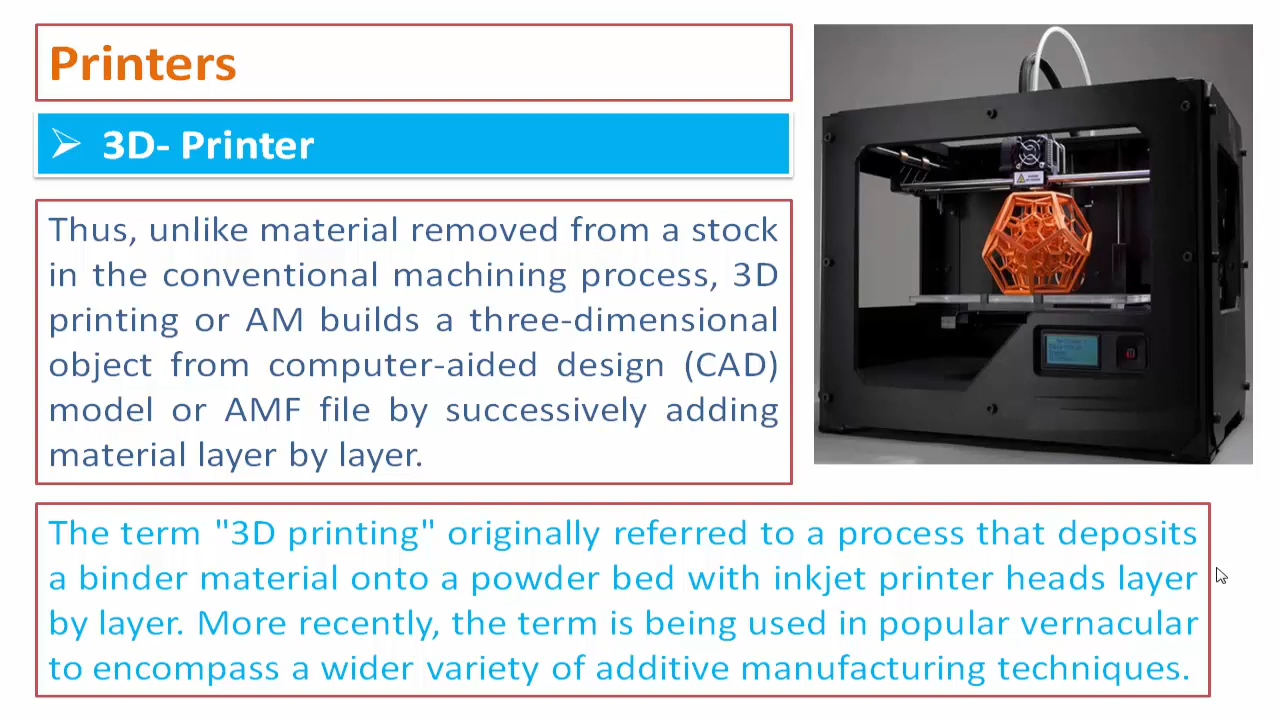 Printers
3D- Printer
Thus, unlike material removed from a stock
in the conventional machining process, 3D
printing or AM builds a three-dimensional
object from computer-aided design (CAD)
model or AMF file by successively adding
material layer by layer.
The term "3D printing" originally referred to a process that deposits
a binder material onto a powder bed with inkjet printer heads layer
by layer. More recently, the term is being used in popular vernacular
to encompass a wider variety of additive manufacturing techniques.